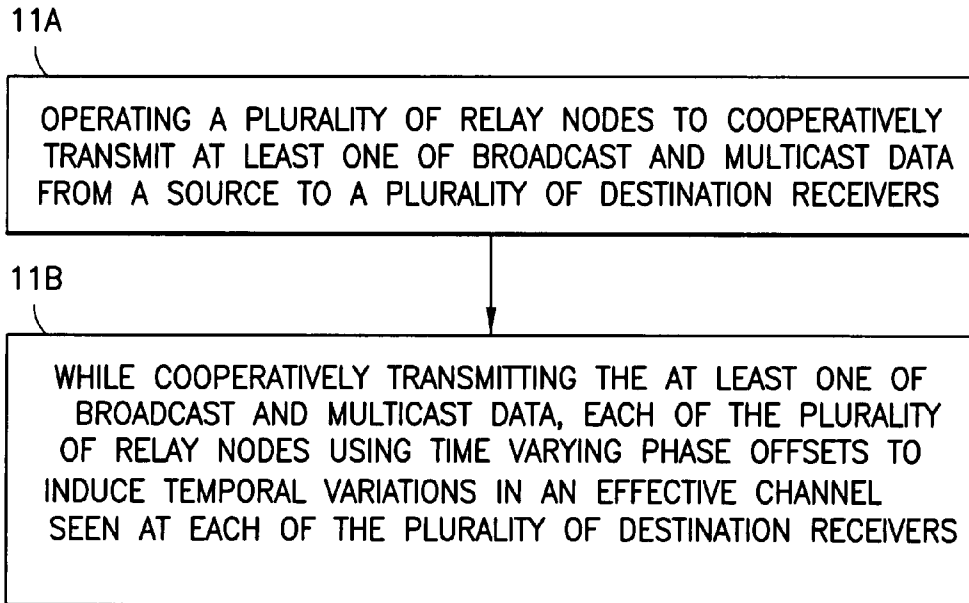 11A
OPERATING A PLURALITY OF RELAY NODES TO COOPERATIVELY
TRANSMIT AT LEAST ONE OF BROADCAST AND MULTICAST DATA
FROM A SOURCE TO A PLURALITY OF DESTINATION RECEIVERS
11B
WHILE COOPERATIVELY TRANSMITTING THE AT LEAST ONE OF
BROADCAST AND MULTICAST DATA, EACH OF THE PLURALITY
OF RELAY NODES USING TIME VARYING PHASE OFFSETS TO
INDUCE TEMPORAL VARIATIONS IN AN EFFECTIVE CHANNEL
SEEN AT EACH OF THE PLURALITY OF DESTINATION RECEIVERS